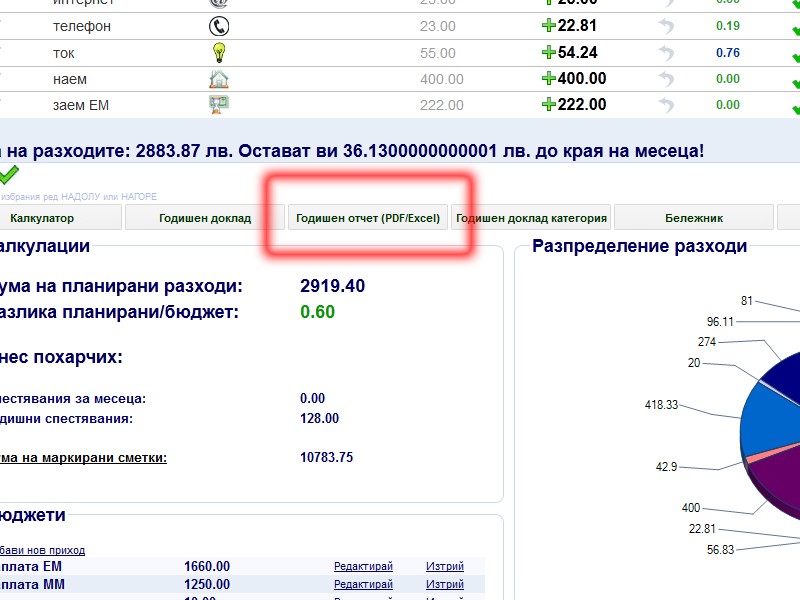 интернет 25.00 25.00 0.00
телефон 23.00 22.81 0.19
ток 55.00 54.24 0.76
наем 400.00 400.00 0.00
заем ЕМ 222.00 222.00 0.00
на разходите: 2883.87 лв. Остават ви 36.1300000000001 лв. до края на месеца!
избрания ред НАДОЛУ или НАГОРЕ
Калкулатор Годишен доклад Годишен отчет (PDF/Excel) Годишен доклад категория Бележник
алкулации
ума на планирани разходи: 2919.40
азлика планирани/бюджет: 0.60
нес похарчих:
пестявания за месеца: 0.00
дишни спестявания: 128.00
ма на маркирани сметки: 10783.75
юджети
бави нов приход
аплата ЕМ 1660.00 Редактирай Изтрий
аплата ММ 1250.00 Редактирай Изтрий
Разпределение разходи
81
96.11
274
20
418.33
42.9
400
22.81
56.83